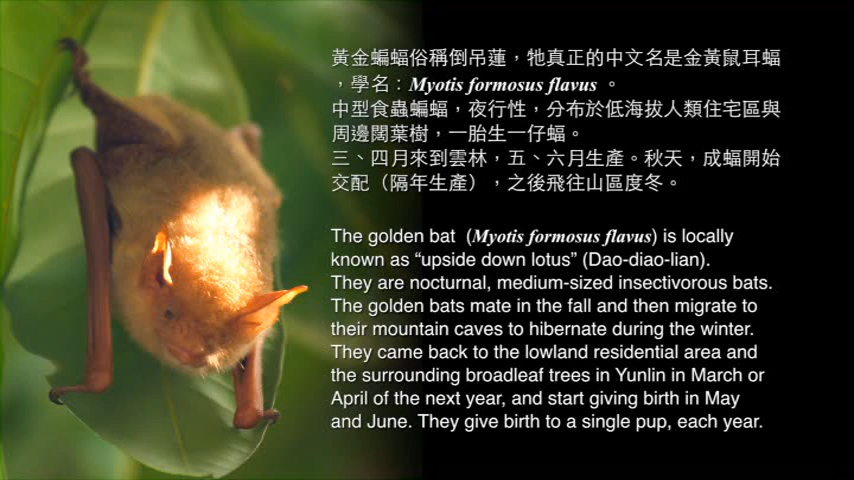 黃金蝙蝠俗稱倒吊蓮，牠真正的中文名是金黃鼠耳蝠
，學名：Myotis formosus flavus 。
中型食蟲蝙蝠，夜行性，分布於低海拔人類住宅區與
周邊闊葉樹，一胎生一仔蝠。
三、四月來到雲林，五、六月生產。秋天，成蝠開始
交配（隔年生產），之後飛往山區度冬。
The golden bat (Myotis formosus flavus) is locally
known as “upside down lotus” (Dao-diao-lian).
They are nocturnal, medium-sized insectivorous bats.
The golden bats mate in the fall and then migrate to
their mountain caves to hibernate during the winter.
They came back to the lowland residential area and
the surrounding broadleaf trees in Yunlin in March or
April of the next year, and start giving birth in May
and June. They give birth to a single pup, each year.